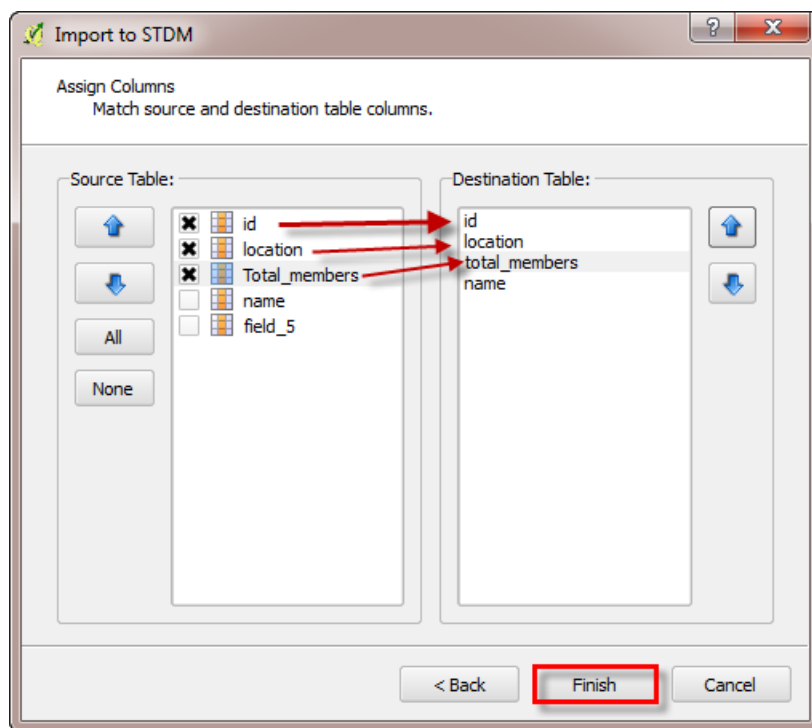 Import to STDM
Assign Columns
Match source and destination table columns.
Source Table:
id
location
Total_members
name
field_5
All
None
Destination Table:
id
location
total_members
name
< Back
Finish
Cancel